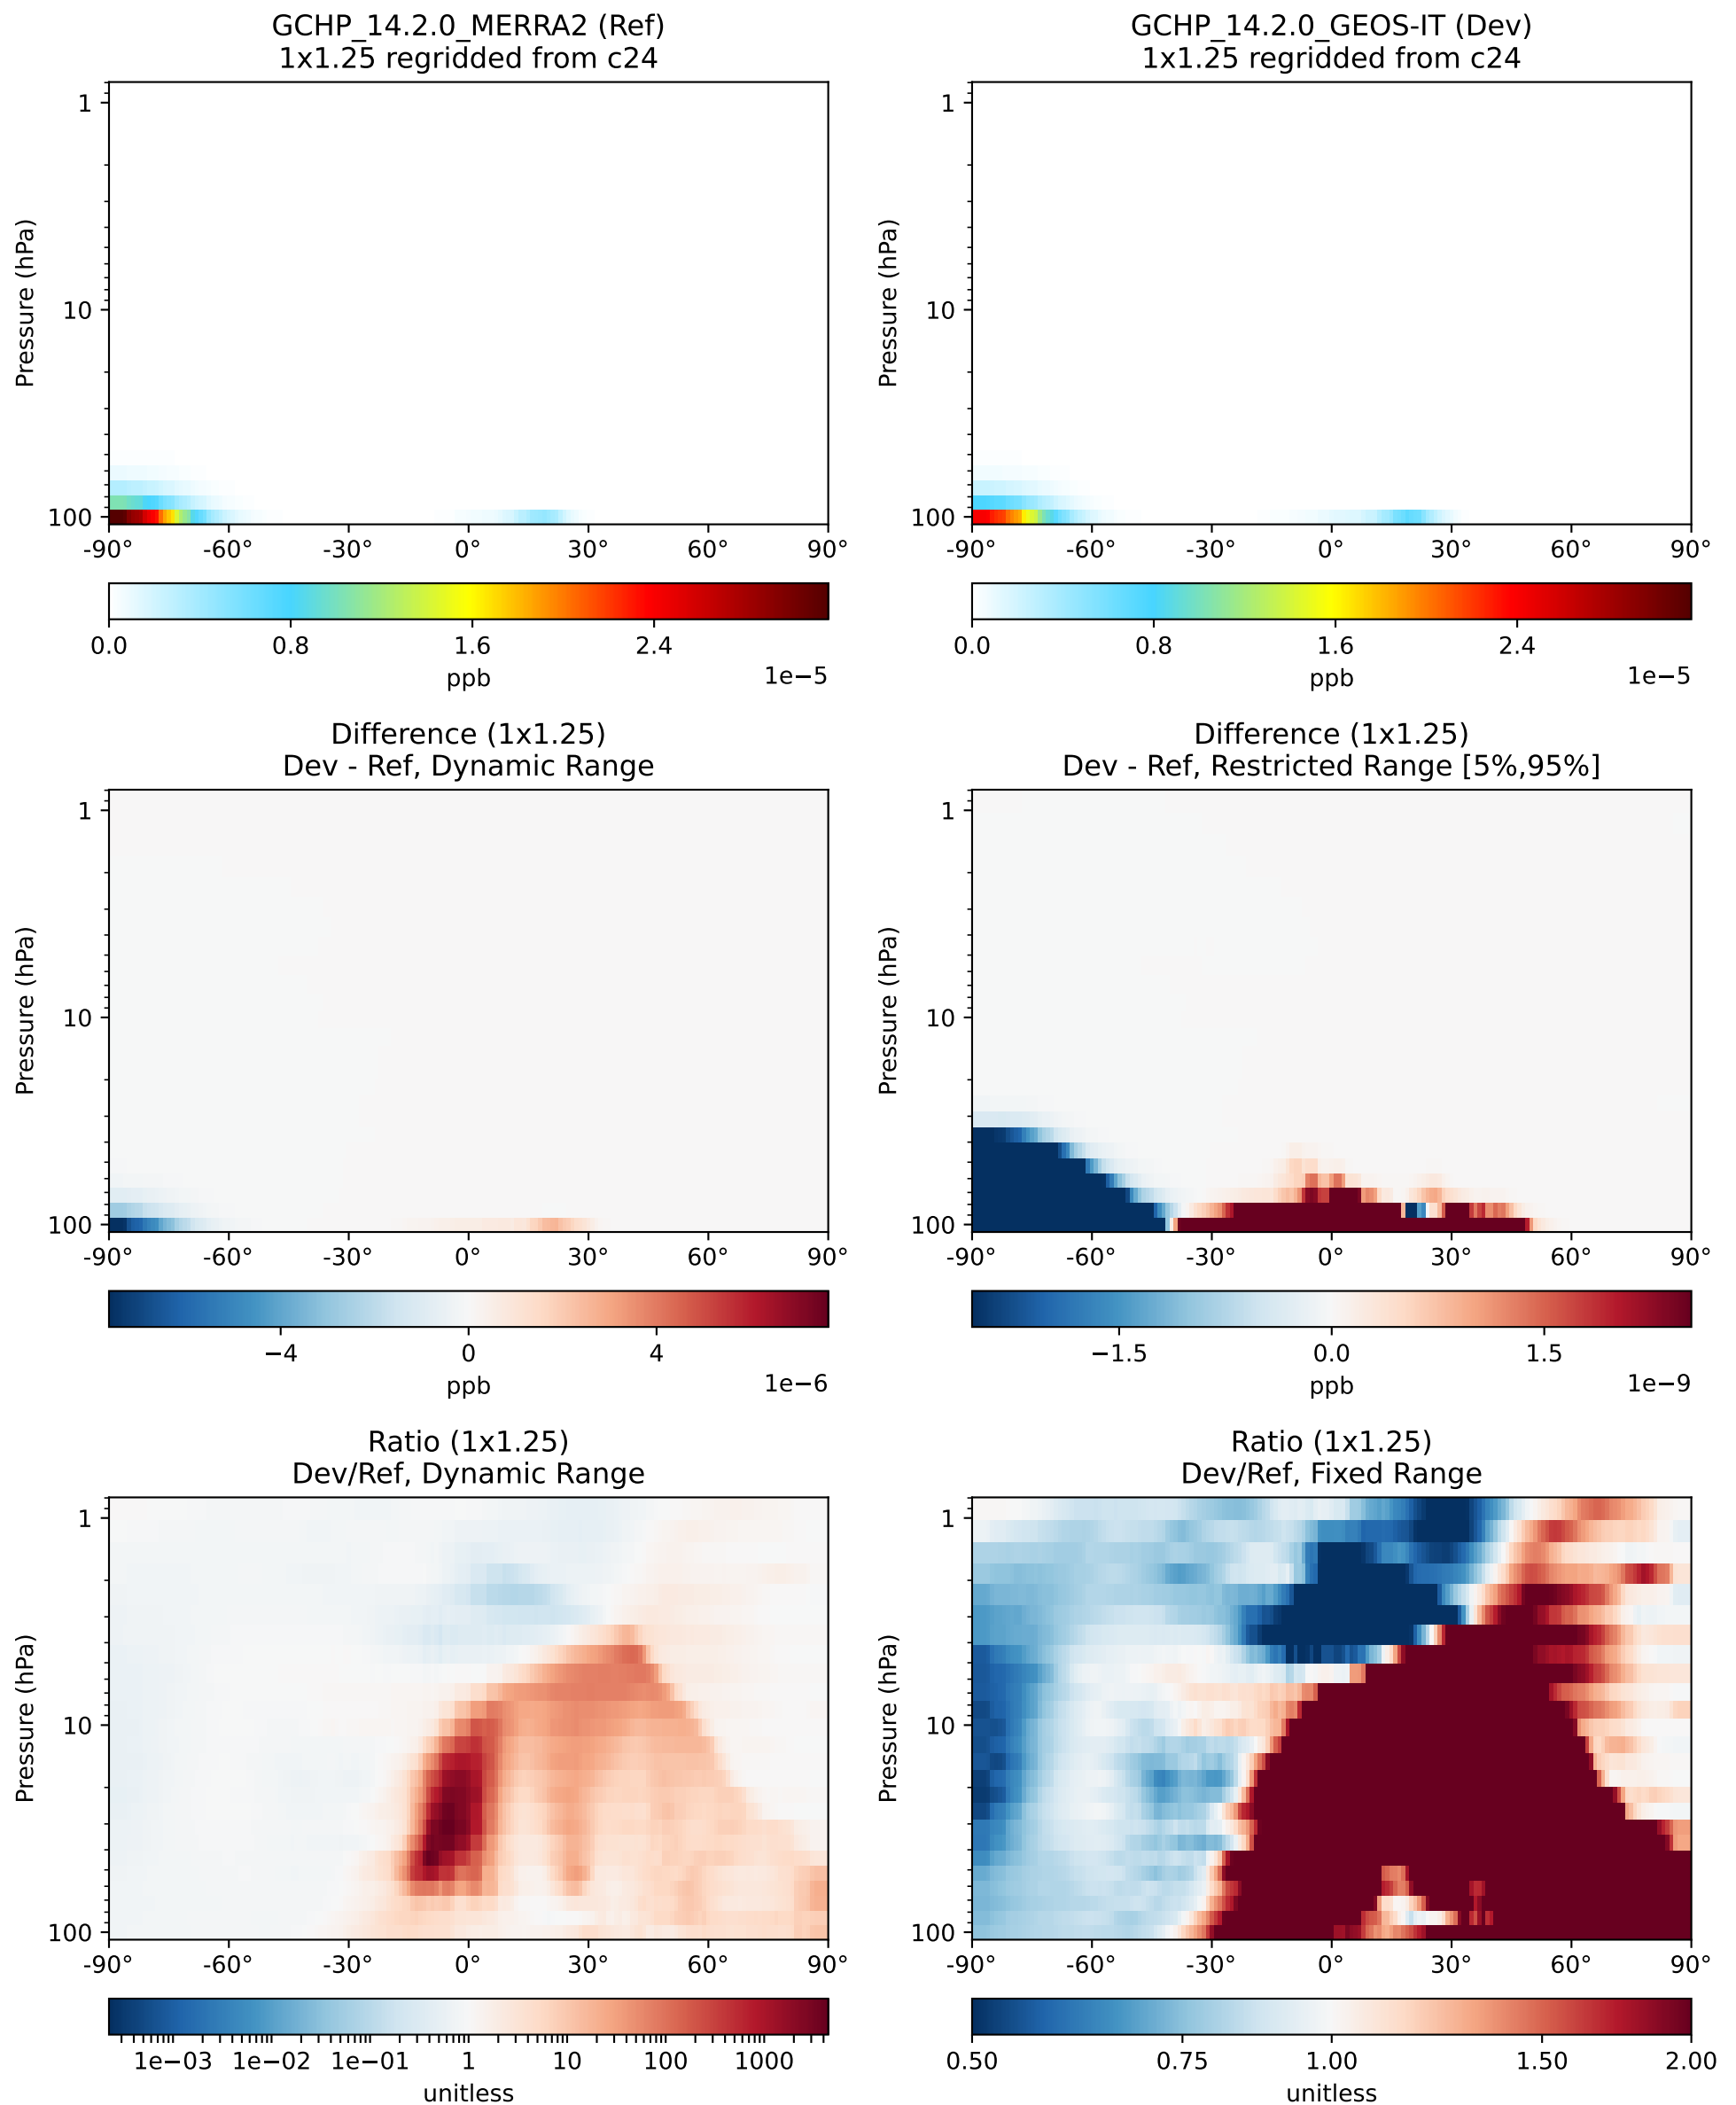 GCHP_14.2.0_MERRA2 (Ref)
1x1.25 regridded from c24
Pressure (hPa)
1
10
100
-90° -60° -30° 0° 30° 60° 90°
0.0 0.8 1.6 2.4
1e−5
ppb
GCHP_14.2.0_GEOS-IT (Dev)
1x1.25 regridded from c24
Pressure (hPa)
1
10
100
-90° -60° -30° 0° 30° 60° 90°
0.0 0.8 1.6 2.4
1e−5
ppb
Difference (1x1.25)
Dev - Ref, Dynamic Range
Pressure (hPa)
1
10
100
-90° -60° -30° 0° 30° 60° 90°
−4 0 4
1e−6
ppb
Difference (1x1.25)
Dev - Ref, Restricted Range [5%,95%]
Pressure (hPa)
1
10
100
-90° -60° -30° 0° 30° 60° 90°
−1.5 0.0 1.5
1e−9
ppb
Ratio (1x1.25)
Dev/Ref, Dynamic Range
Pressure (hPa)
1
10
100
-90° -60° -30° 0° 30° 60° 90°
1e−03 1e−02 1e−01 1 10 100 1000
unitless
Ratio (1x1.25)
Dev/Ref, Fixed Range
Pressure (hPa)
1
10
100
-90° -60° -30° 0° 30° 60° 90°
0.50 0.75 1.00 1.50 2.00
unitless